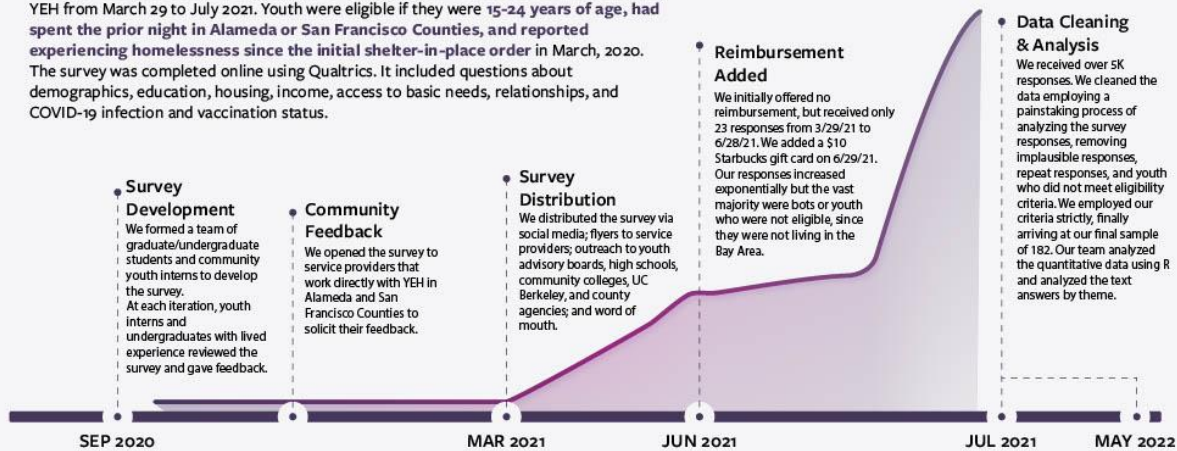 YEH from March 29 to July 2021. Youth were eligible if they were 15-24 years of age, had
spent the prior night in Alameda or San Francisco Counties, and reported
experiencing homelessness since the initial shelter-in-place order in March, 2020.
The survey was completed online using Qualtrics. It included questions about
demographics, education, housing, income, access to basic needs, relationships, and
COVID-19 infection and vaccination status.
Survey
Development
We formed a team of
graduate/undergraduate
students and community
youth interns to develop
the survey.
At each iteration, youth
interns and
undergraduates with lived
experience reviewed the
survey and gave feedback.
Community
Feedback
We opened the survey to
service providers that
work directly with YEH in
Alameda and San
Francisco Counties to
solicit their feedback.
Survey
Distribution
We distributed the survey via
social media; flyers to service
providers; outreach to youth
advisory boards, high schools,
community colleges, UC
Berkeley, and county
agencies; and word of
mouth.
Reimbursement
Added
We initially offered no
reimbursement, but received only
23 responses from 3/29/21 to
6/28/21. We added a $10
Starbucks gift card on 6/29/21.
Our responses increased
exponentially but the vast
majority were bots or youth
who were not eligible, since
they were not living in the
Bay Area.
Data Cleaning
& Analysis
We received over 5K
responses. We cleaned the
data employing a
painstaking process of
analyzing the survey
responses, removing
implausible responses,
repeat responses, and youth
who did not meet eligibility
criteria. We employed our
criteria strictly, finally
arriving at our final sample
of 182. Our team analyzed
the quantitative data using R
and analyzed the text
answers by theme.
SEP 2020
MAR 2021
JUN 2021
JUL 2021
MAY 2022